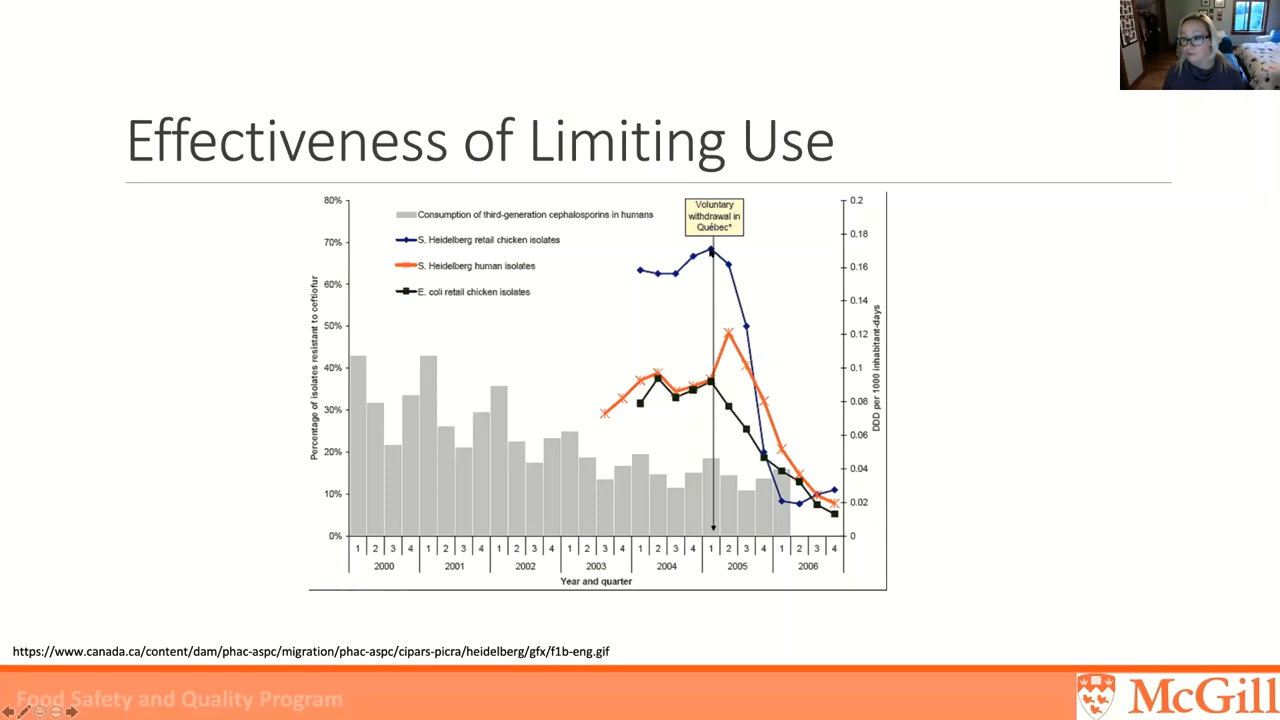 Effectiveness of Limiting Use
80%
70%
60%
50%
40%
30%
20%
10%
0%
Percentage of isolates resistant to ceftiofur
Consumption of third-generation cephalosporins in humans
S. Heidelberg retail chicken isolates
S. Heidelberg human isolates
E. coli retail chicken isolates
Voluntary
withdrawal in
Québec*
0.2
0.18
0.16
0.14
0.12
0.1
0.08
0.06
0.04
0.02
0
DDD per 1000 inhabitant-days
1 2 3 4 1 2 3 4 1 2 3 4 1 2 3 4 1 2 3 4 1 2 3 4 1 2 3 4
2000 2001 2002 2003 2004 2005 2006
Year and quarter
https://www.canada.ca/content/dam/phac-aspc/migration/phac-aspc/cipars-picra/heidelberg/gfx/f1b-eng.gif
Food Safety and Quality Program
McGill